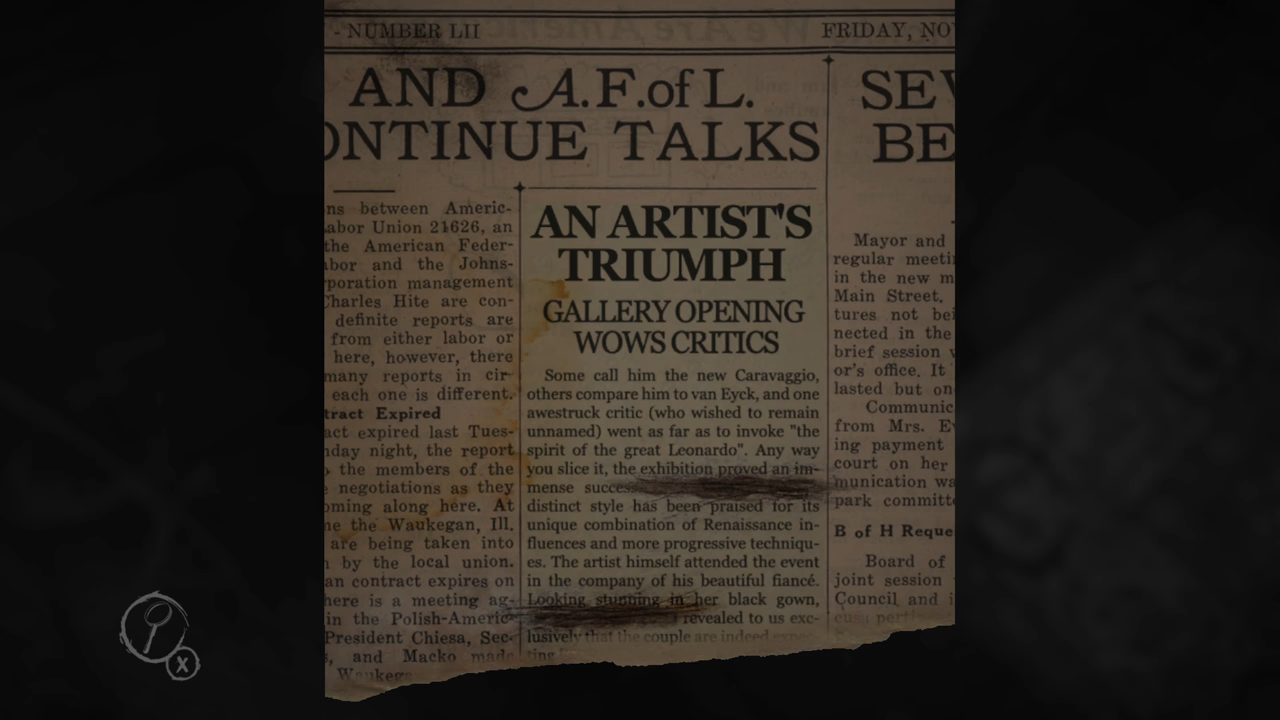 - NUMBER LII
FRIDAY, NO
AND A.F.of L.
ONTINUE TALKS
SE
BE
ns between Americ-
abor Union 21626, an
the American Feder-
bor and the Johns-
poration management
Charles Hite are con-
definite reports are
from either labor or
here, however, there
many reports in cir-
each one is different.
tract Expired
act expired last Tues-
day night, the report
the members of the
negotiations as they
oming along here. At
e the Waukegan, Ill.
are being taken into
by the local union.
an contract expires on
here is a meeting ag-
in the Polish-Americ-
President Chiesa, Sec-
, and Macko made
Waukega
AN ARTIST'S
TRIUMPH
GALLERY OPENING
WOWS CRITICS
Some call him the new Caravaggio,
others compare him to van Eyck, and one
awestruck critic (who wished to remain
unnamed) went as far as to invoke "the
spirit of the great Leonardo". Any way
you slice it, the exhibition proved an im-
mense succes
distinct style has been praised for its
unique combination of Renaissance in-
fluences and more progressive techniqu-
es. The artist himself attended the event
in the company of his beautiful fiancé.
Looking stunning in her black gown,
revealed to us exc-
lusively that the couple are indeed expec-
ting
Mayor and
regular meeti
in the new m
Main Street.
tures not bei
nected in the
brief session
or's office. It
lasted but on
Communic
from Mrs. E
ing payment
court on her
munication wa
park committe
B of H Reque
Board of
joint session
Council and i